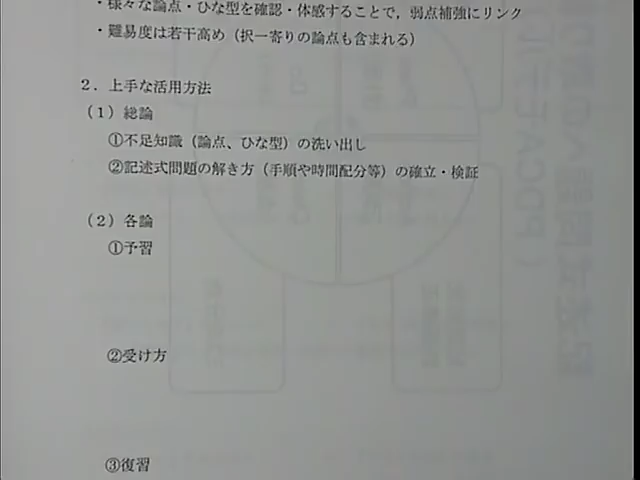 ・様々な論点・ひな型を確認・体感することで，弱点補強にリンク
・難易度は若干高め（択一寄りの論点も含まれる）
２．上手な活用方法
（1）総論
①不足知識（論点、ひな型）の洗い出し
②記述式問題の解き方（手順や時間配分等）の確立・検証
（2）各論
①予習
②受け方
③復習